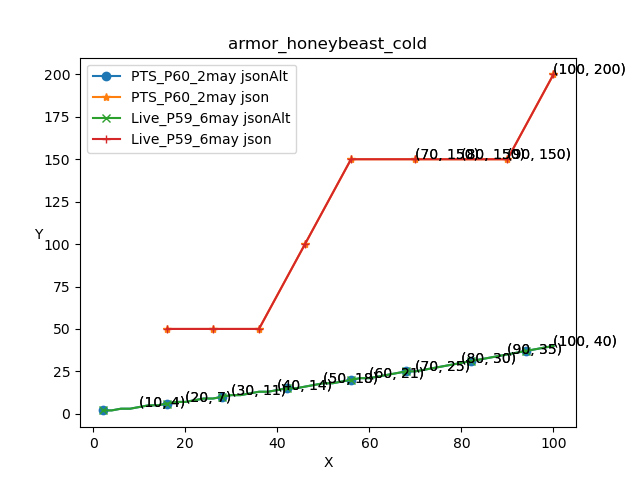 armor_honeybeast_cold
PTS_P60_2may jsonAlt
PTS_P60_2may json
Live_P59_6may jsonAlt
Live_P59_6may json
(100, 200)
(70, 150)
(80, 150)
(90, 150)
(100, 40)
(90, 35)
(80, 30)
(70, 25)
(60, 21)
(50, 18)
(40, 14)
(30, 11)
(20, 7)
(10, 4)
200
175
150
125
100
75
50
25
0
Y
0 20 40 60 80 100
X